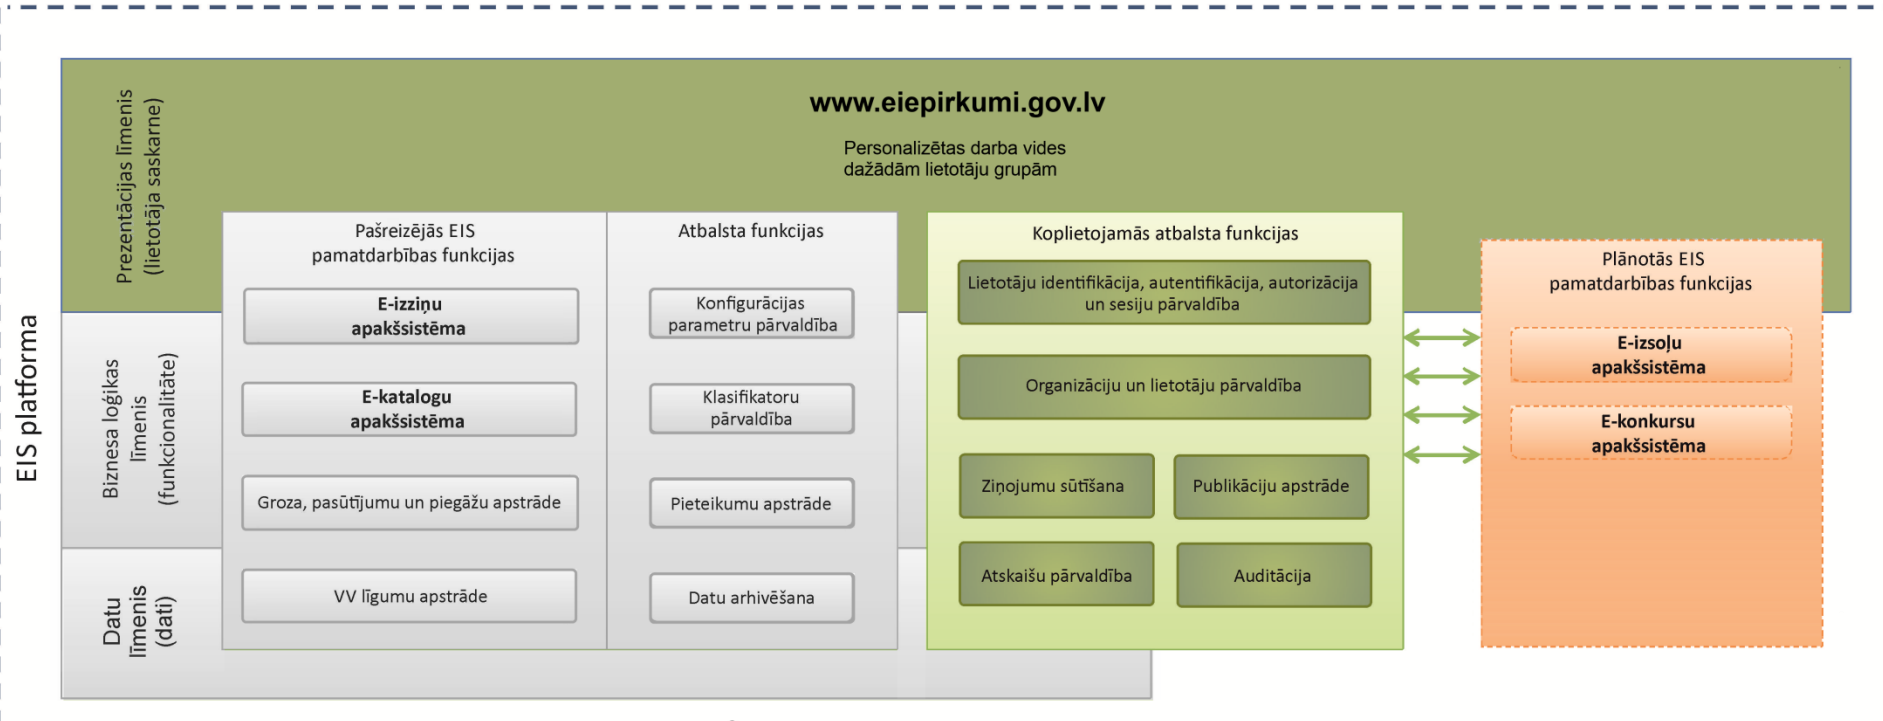 www.eiepirkumi.gov.lv
Personalizētas darba vides
dažādām lietotāju grupām
EIS platforma
Prezentācijas līmenis
(lietotāja saskarne)
Biznesa loģikas
līmenis
(funkcionalitāte)
Datu
līmenis
(dati)
Pašreizējās EIS
pamatdarbības funkcijas
E-izziņu
apakšsistēma
E-katalogu
apakšsistēma
Groza, pasūtījumu un piegāžu apstrāde
VV līgumu apstrāde
Atbalsta funkcijas
Konfigurācijas
parametru pārvaldība
Klasifikatoru
pārvaldība
Pieteikumu apstrāde
Datu arhivēšana
Koplietojamās atbalsta funkcijas
Lietotāju identifikācija, autentifikācija, autorizācija
un sesiju pārvaldība
Organizāciju un lietotāju pārvaldība
Ziņojumu sūtīšana
Publikāciju apstrāde
Atskaišu pārvaldība
Auditācija
Plānotās EIS
pamatdarbības funkcijas
E-izsoļu
apakšsistēma
E-konkursu
apakšsistēma